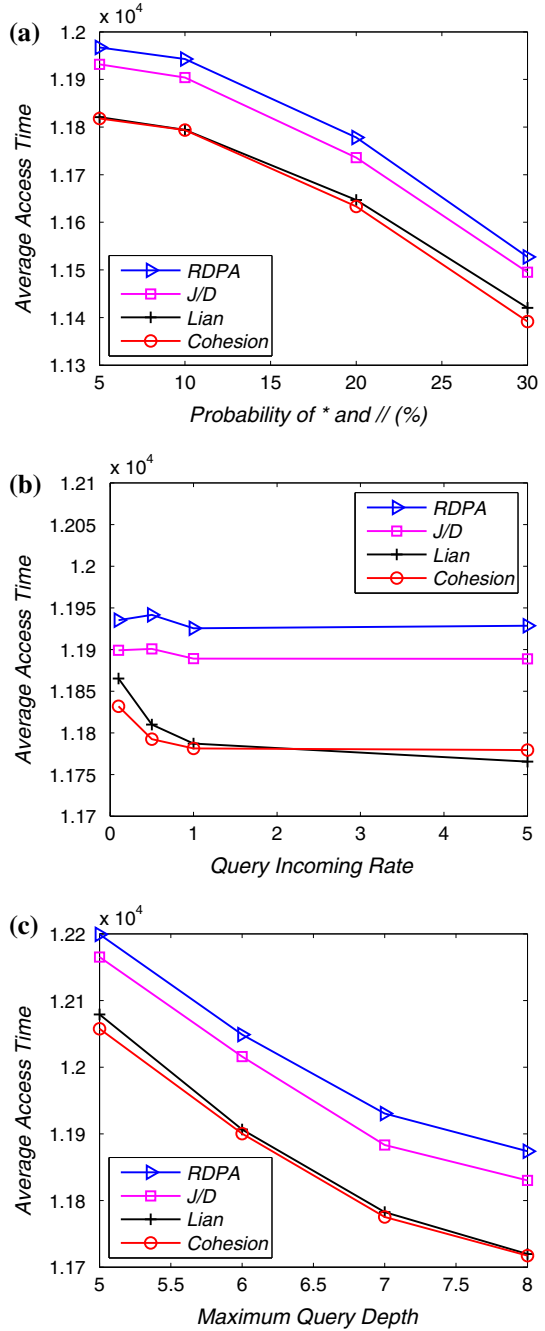 (a)
x 10^4
1.2
1.19
1.18
1.17
1.16
1.15
1.14
1.13
Average Access Time
RDPA
J/D
Lian
Cohesion
5 10 15 20 25 30
Probability of * and // (%)
(b)
x 10^4
1.21
1.205
1.2
1.195
1.19
1.185
1.18
1.175
1.17
Average Access Time
RDPA
J/D
Lian
Cohesion
0 1 2 3 4 5
Query Incoming Rate
(c)
x 10^4
1.22
1.21
1.2
1.19
1.18
1.17
Average Access Time
RDPA
J/D
Lian
Cohesion
5 5.5 6 6.5 7 7.5 8
Maximum Query Depth